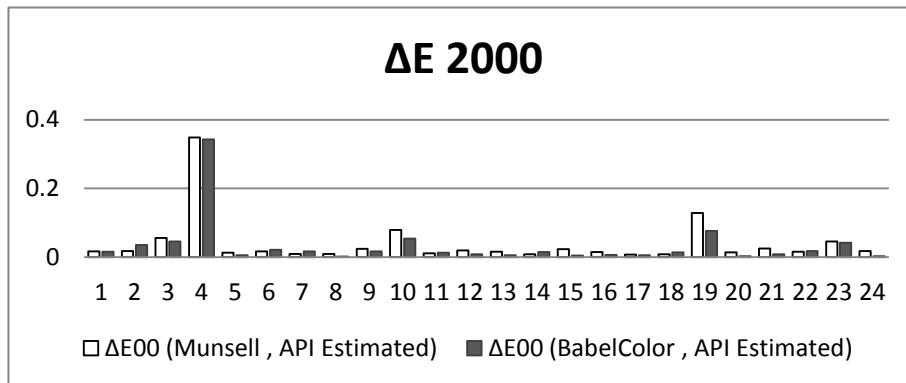 ΔE 2000
0.4
0.2
0
1 2 3 4 5 6 7 8 9 10 11 12 13 14 15 16 17 18 19 20 21 22 23 24
ΔE00 (Munsell , API Estimated) ΔE00 (BabelColor , API Estimated)